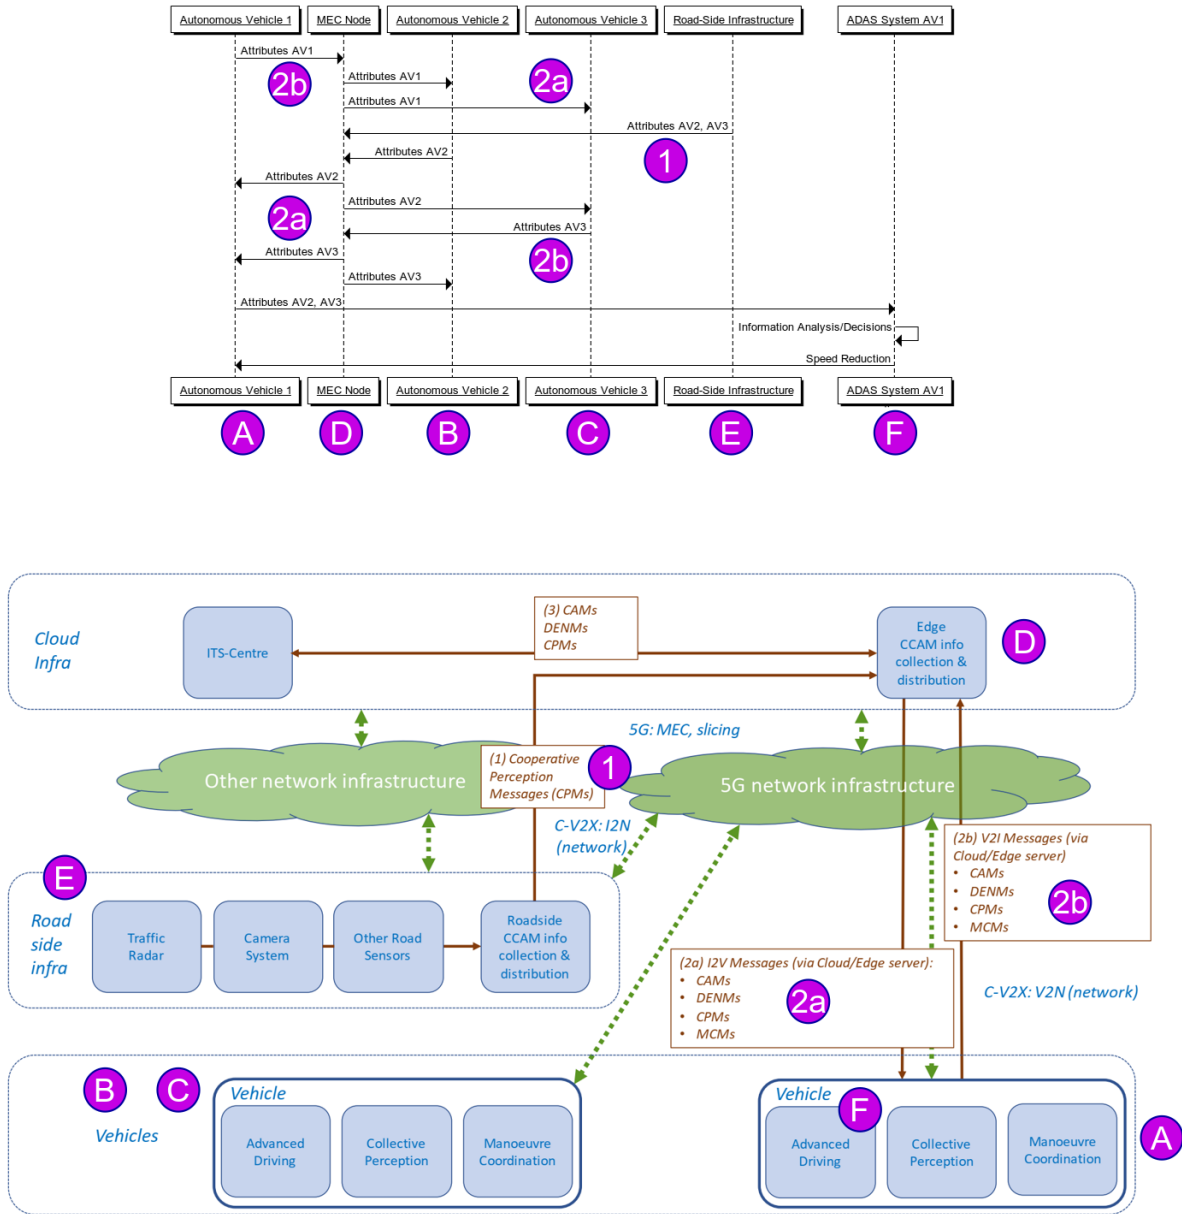 Autonomous Vehicle 1
MEC Node
Autonomous Vehicle 2
Autonomous Vehicle 3
Road-Side Infrastructure
ADAS System AV1
Attributes AV1
2b
Attributes AV1
2a
Attributes AV1
Attributes AV2, AV3
1
Attributes AV2
Attributes AV2
2a
Attributes AV2
Attributes AV3
2b
Attributes AV3
Attributes AV3
Attributes AV2, AV3
Information Analysis/Decisions
Speed Reduction
Autonomous Vehicle 1
MEC Node
Autonomous Vehicle 2
Autonomous Vehicle 3
Road-Side Infrastructure
ADAS System AV1
A
D
B
C
E
F
Cloud
Infra
ITS-Centre
(3) CAMs
DENMs
CPMs
Edge
CCAM info
collection &
distribution
D
5G: MEC, slicing
Other network infrastructure
(1) Cooperative
Perception
Messages (CPMs)
1
5G network infrastructure
C-V2X: I2N
(network)
(2b) V2I Messages (via
Cloud/Edge server)
• CAMs
• DENMs
• CPMs
• MCMs
2b
E
Road
side
infra
Traffic
Radar
Camera
System
Other Road
Sensors
Roadside
CCAM info
collection &
distribution
(2a) I2V Messages (via Cloud/Edge server):
• CAMs
• DENMs
• CPMs
• MCMs
2a
C-V2X: V2N (network)
B
C
Vehicles
Vehicle
Advanced
Driving
Collective
Perception
Manoeuvre
Coordination
Vehicle
F
Advanced
Driving
Collective
Perception
Manoeuvre
Coordination
A